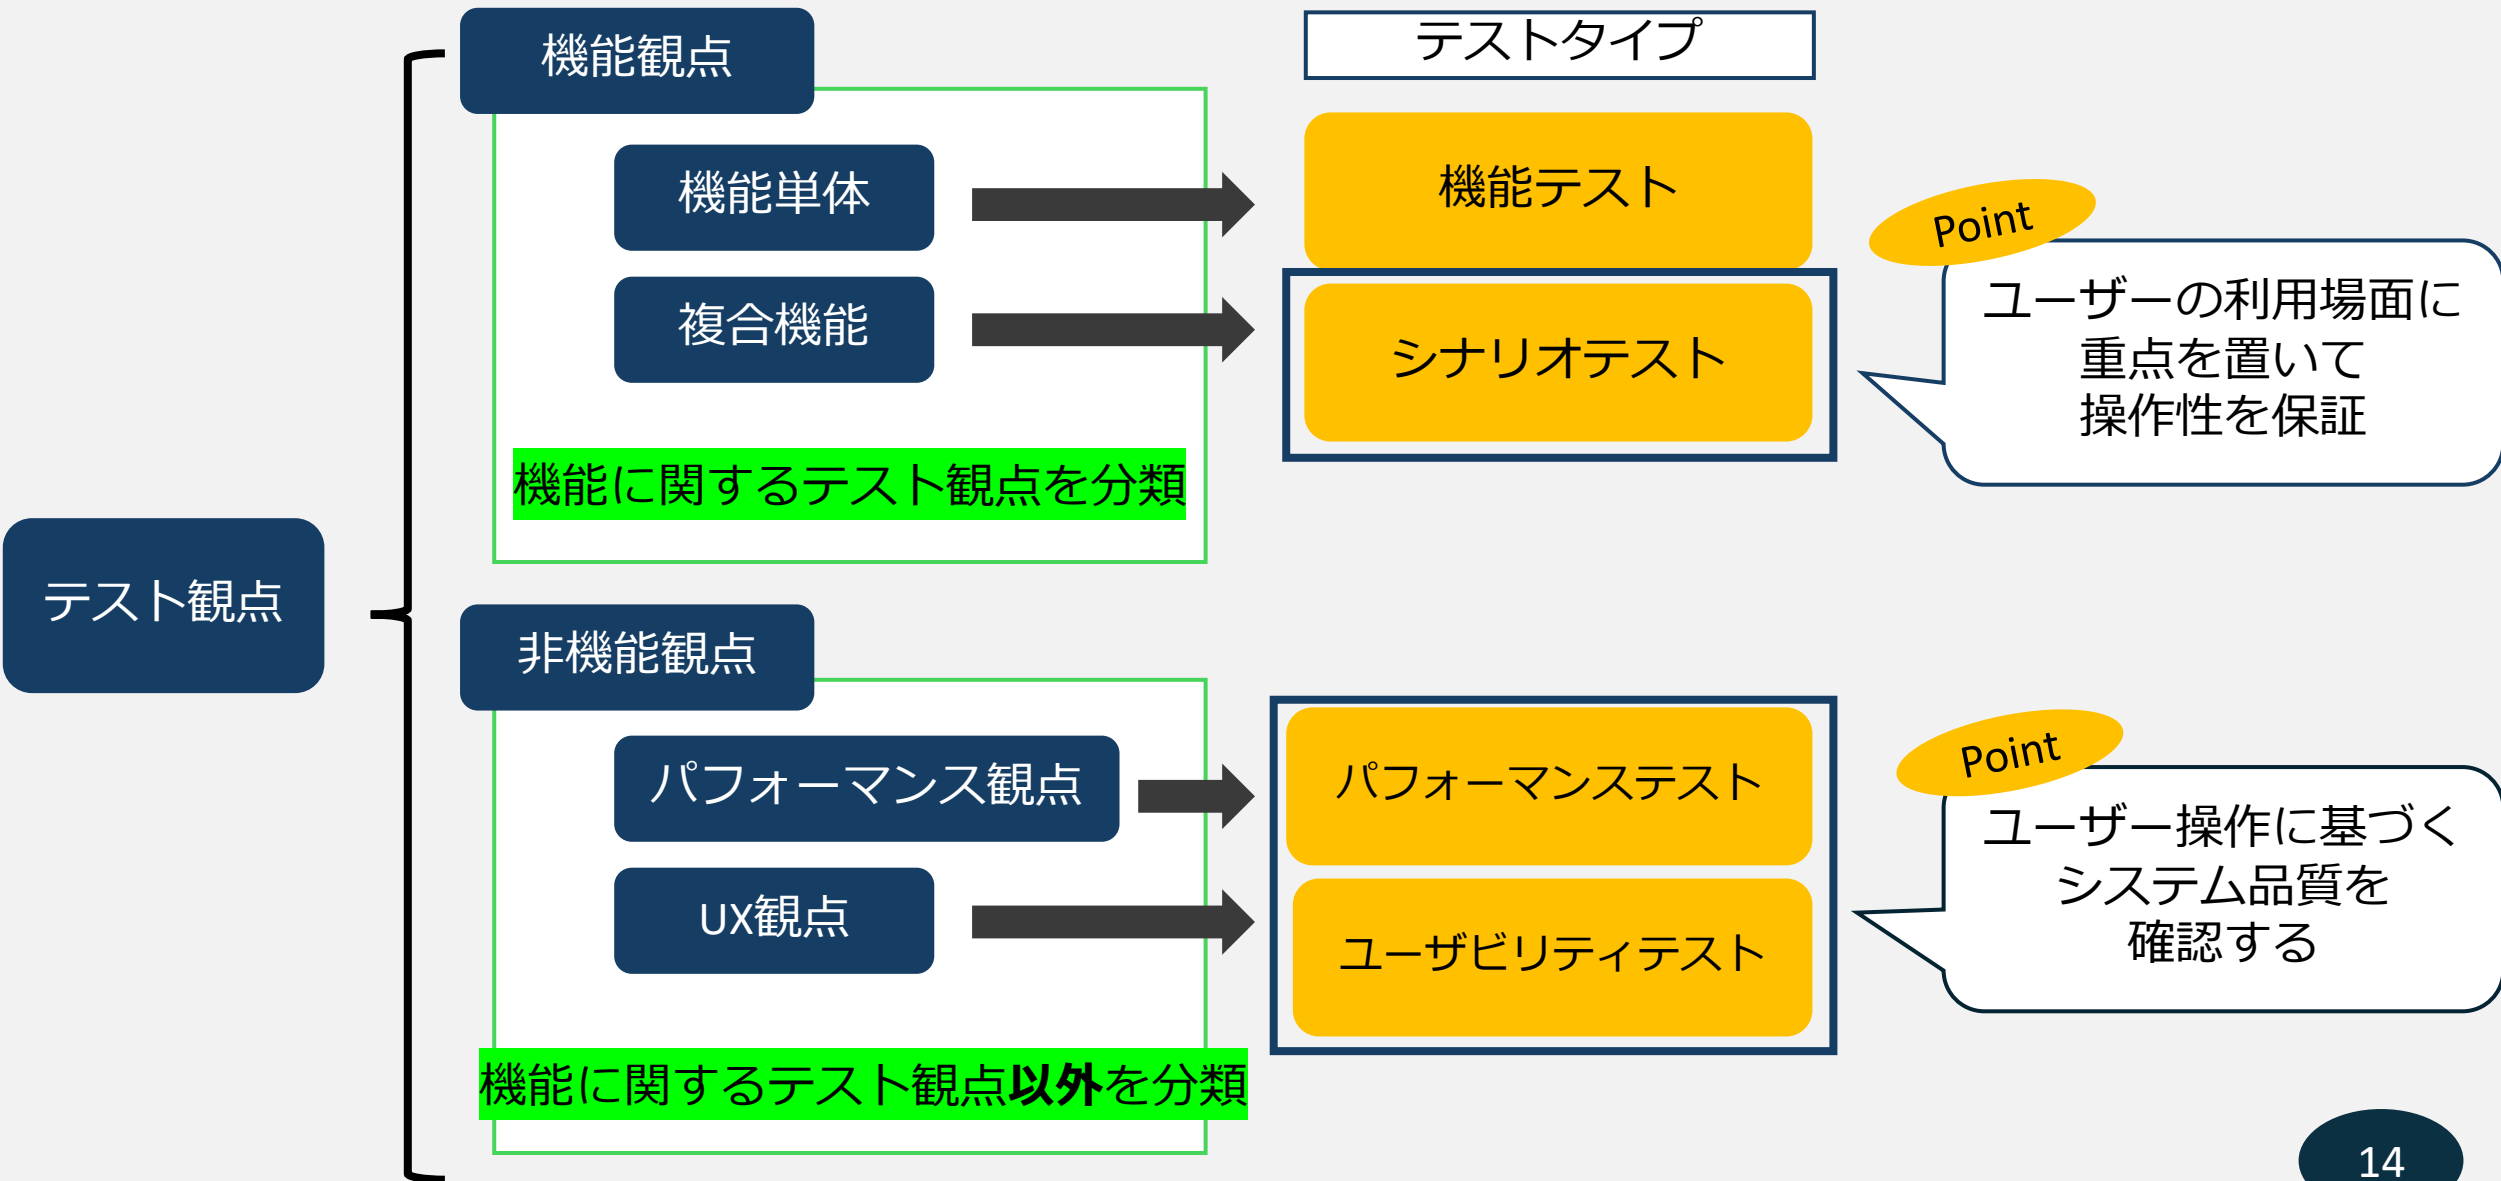 テスト観点
機能観点
機能単体
複合機能
機能に関するテスト観点を分類
非機能観点
パフォーマンス観点
UX観点
機能に関するテスト観点以外を分類
テストタイプ
機能テスト
シナリオテスト
パフォーマンステスト
ユーザビリティテスト
Point
ユーザーの利用場面に
重点を置いて
操作性を保証
Point
ユーザー操作に基づく
システム品質を
確認する
14